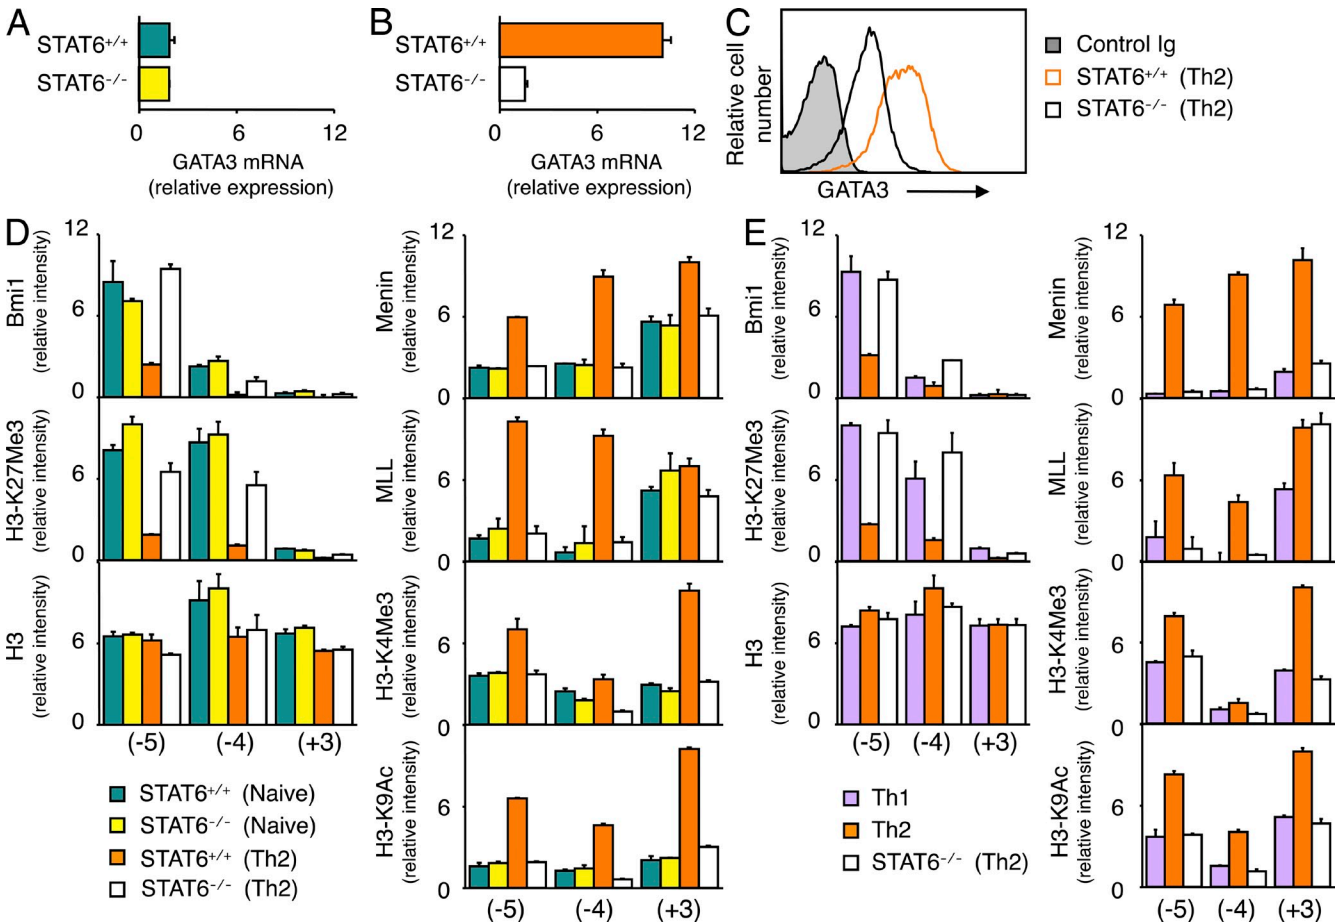 A
STAT6+/+
STAT6-/-
0 6 12
GATA3 mRNA
(relative expression)
B
STAT6+/+
STAT6-/-
0 6 12
GATA3 mRNA
(relative expression)
C
Relative cell
number
GATA3
Control Ig
STAT6+/+ (Th2)
STAT6-/- (Th2)
D
Bmi1
(relative intensity)
12
6
0
H3-K27Me3
(relative intensity)
6
0
H3
(relative intensity)
6
0
(-5) (-4) (+3)
STAT6+/+ (Naive)
STAT6-/- (Naive)
STAT6+/+ (Th2)
STAT6-/- (Th2)
Menin
(relative intensity)
12
6
0
MLL
(relative intensity)
6
0
H3-K4Me3
(relative intensity)
6
0
H3-K9Ac
(relative intensity)
6
0
(-5) (-4) (+3)
E
Bmi1
(relative intensity)
12
6
0
H3-K27Me3
(relative intensity)
6
0
H3
(relative intensity)
6
0
(-5) (-4) (+3)
Th1
Th2
STAT6-/- (Th2)
Menin
(relative intensity)
12
6
0
MLL
(relative intensity)
6
0
H3-K4Me3
(relative intensity)
6
0
H3-K9Ac
(relative intensity)
6
0
(-5) (-4) (+3)